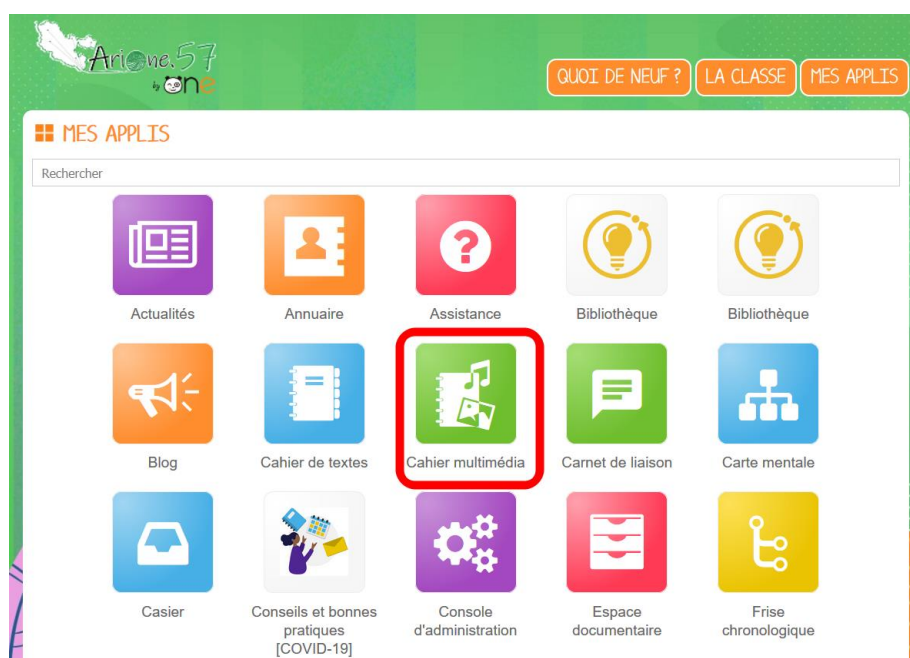 Arione.57
by one
QUOI DE NEUF ?
LA CLASSE
MES APPLIS
MES APPLIS
Rechercher
Actualités
Annuaire
Assistance
Bibliothèque
Bibliothèque
Blog
Cahier de textes
Cahier multimédia
Carnet de liaison
Carte mentale
Casier
Conseils et bonnes
pratiques
[COVID-19]
Console
d'administration
Espace
documentaire
Frise
chronologique